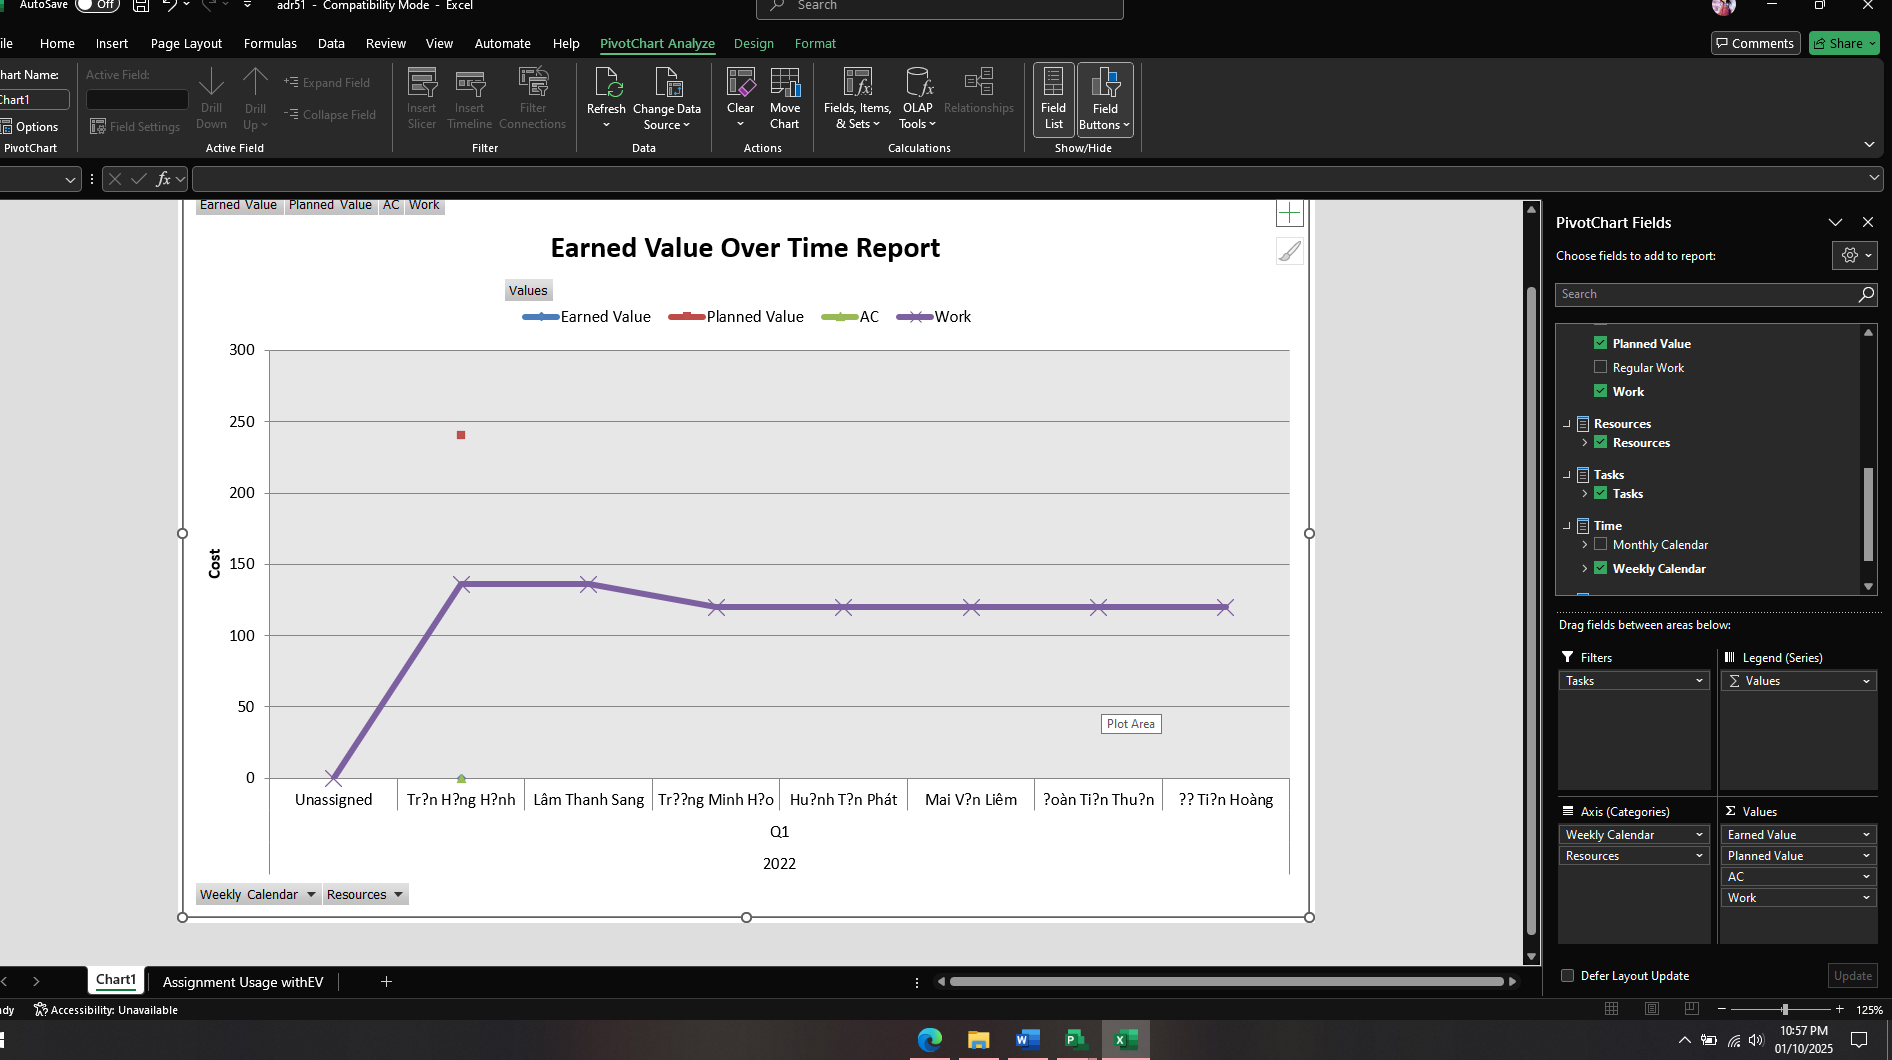 AutoSave Off adr51 - Compatibility Mode - Excel Search
ile Home Insert Page Layout Formulas Data Review View Automate Help PivotChart Analyze Design Format Comments Share
hart Name:
Chart1
Options
PivotChart
Active Field:
Field Settings
Drill Down
Drill Up
Expand Field
Collapse Field
Active Field
Insert Slicer
Insert Timeline
Filter Connections
Filter
Refresh
Change Data Source
Data
Clear
Move Chart
Actions
Fields, Items, & Sets
OLAP Tools
Relationships
Calculations
Field List
Field Buttons
Show/Hide
fx
Earned Value Planned Value AC Work
Earned Value Over Time Report
Values
Earned Value Planned Value AC Work
300
250
200
150
100
50
0
Cost
Plot Area
Unassigned Tr?n H?ng H?nh Lâm Thanh Sang Tr??ng Minh H?o Hu?nh T?n Phát Mai V?n Liêm ?oàn Ti?n Thu?n ?? Ti?n Hoàng
Q1
2022
Weekly Calendar Resources
PivotChart Fields
Choose fields to add to report:
Search
Planned Value
Regular Work
Work
Resources
Resources
Tasks
Tasks
Time
Monthly Calendar
Weekly Calendar
Drag fields between areas below:
Filters
Tasks
Legend (Series)
Σ Values
Axis (Categories)
Weekly Calendar
Resources
Σ Values
Earned Value
Planned Value
AC
Work
Defer Layout Update Update
Chart1 Assignment Usage withEV
dy Accessibility: Unavailable 125%
10:57 PM
01/10/2025